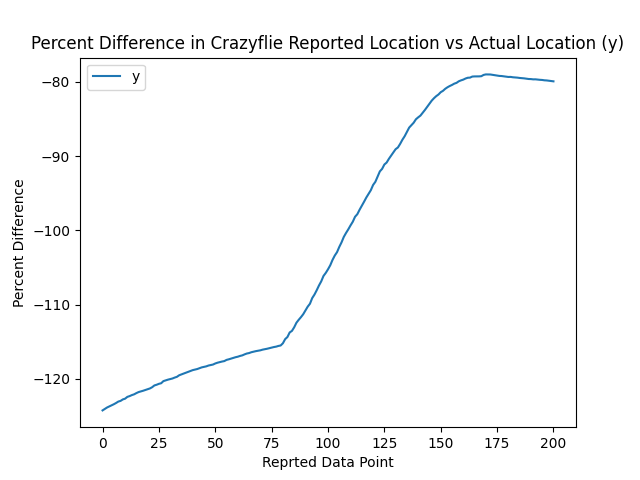 Percent Difference in Crazyflie Reported Location vs Actual Location (y)
y
−80
−90
−100
−110
−120
Percent Difference
0 25 50 75 100 125 150 175 200
Reprted Data Point